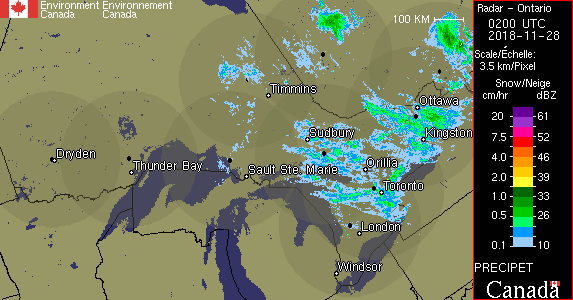 Environment Environnement
Canada Canada
100 KM
Timmins
Ottawa
Sudbury
Kingston
Dryden
Thunder Bay
Sault Ste. Marie
Orillia
Toronto
London
Windsor
Radar - Ontario
0200 UTC
2018-11-28
Scale/Échelle:
3.5 km/Pixel
Snow/Neige
cm/hr dBZ
20 61
7.5 52
4.0 46
2.0 39
1.0 33
0.5 26
0.1 10
PRECIPET
Canada